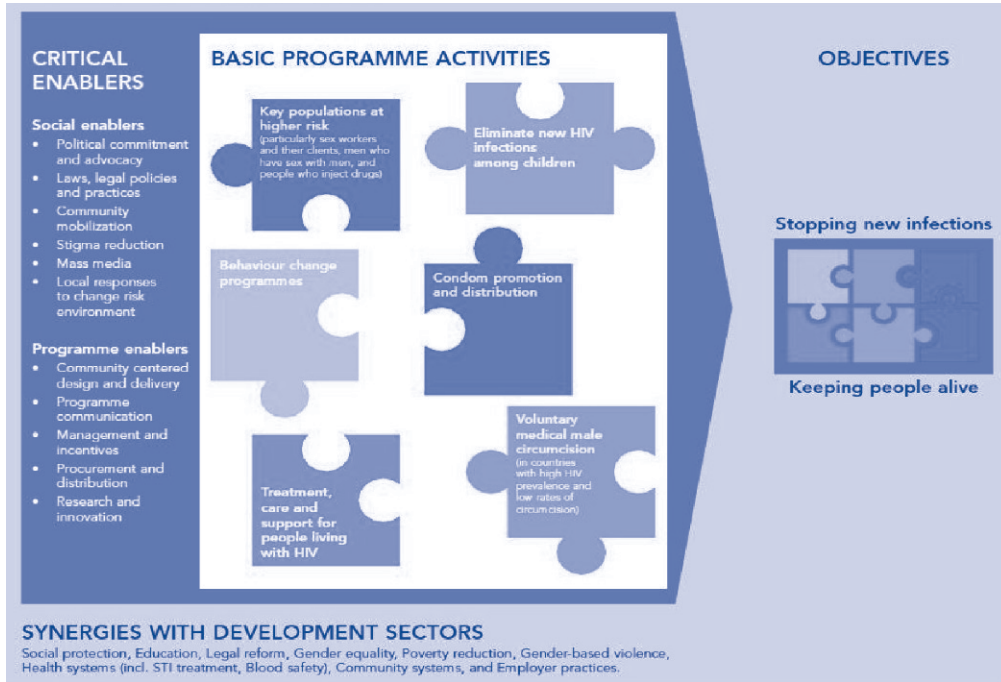 CRITICAL
ENABLERS
Social enablers
• Political commitment
and advocacy
• Laws, legal policies
and practices
• Community
mobilization
• Stigma reduction
• Mass media
• Local responses
to change risk
environment
Programme enablers
• Community centered
design and delivery
• Programme
communication
• Management and
incentives
• Procurement and
distribution
• Research and
innovation
BASIC PROGRAMME ACTIVITIES
Key populations at
higher risk
(particularly sex workers
and their clients, men who
have sex with men, and
people who inject drugs)
Eliminate new HIV
infections
among children
Behaviour change
programmes
Condom promotion
and distribution
Treatment,
care and
support for
people living
with HIV
Voluntary
medical male
circumcision
(in countries
with high HIV
prevalence and
low rates of
circumcision)
OBJECTIVES
Stopping new infections
Keeping people alive
SYNERGIES WITH DEVELOPMENT SECTORS
Social protection, Education, Legal reform, Gender equality, Poverty reduction, Gender-based violence,
Health systems (incl. STI treatment, Blood safety), Community systems, and Employer practices.